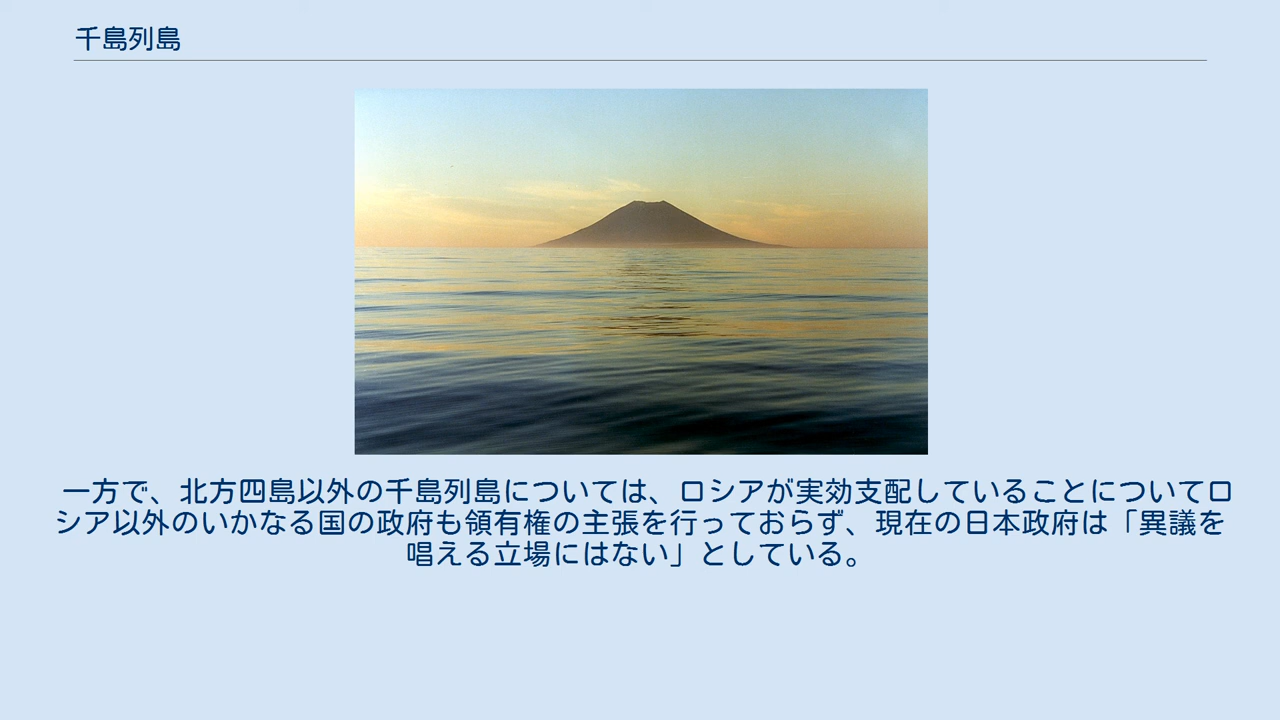 千島列島
一方で、北方四島以外の千島列島については、ロシアが実効支配していることについてロ
シア以外のいかなる国の政府も領有権の主張を行っておらず、現在の日本政府は「異議を
唱える立場にはない」としている。